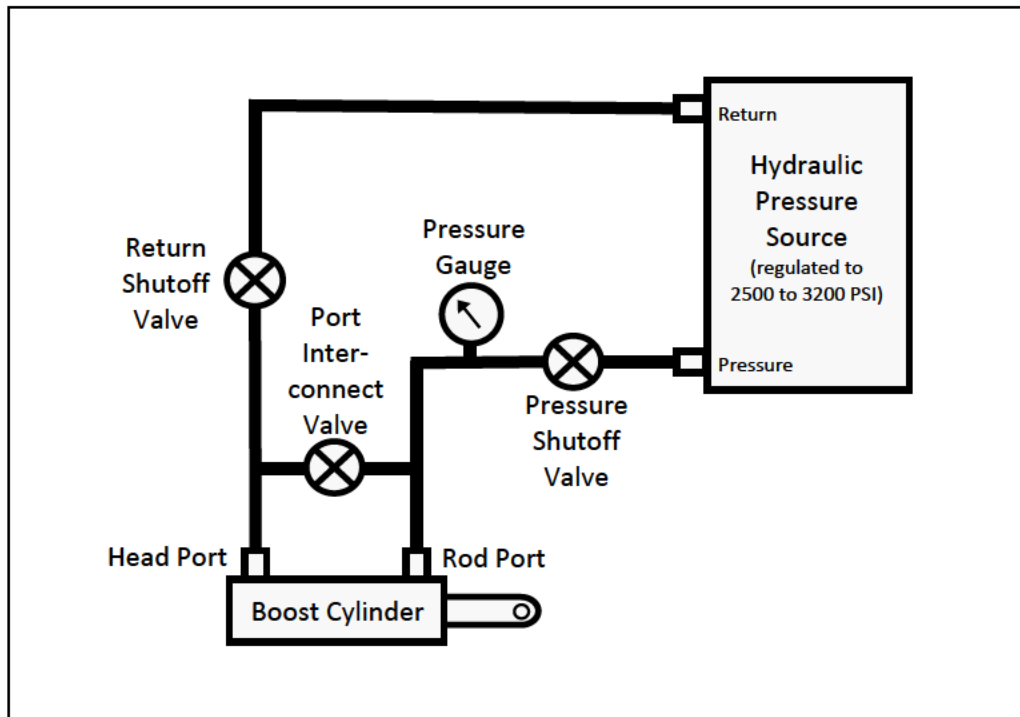 Return
Hydraulic
Pressure
Source
(regulated to
2500 to 3200 PSI)
Pressure
Pressure
Gauge
Return
Shutoff
Valve
Port
Inter-
connect
Valve
Pressure
Shutoff
Valve
Head Port
Rod Port
Boost Cylinder